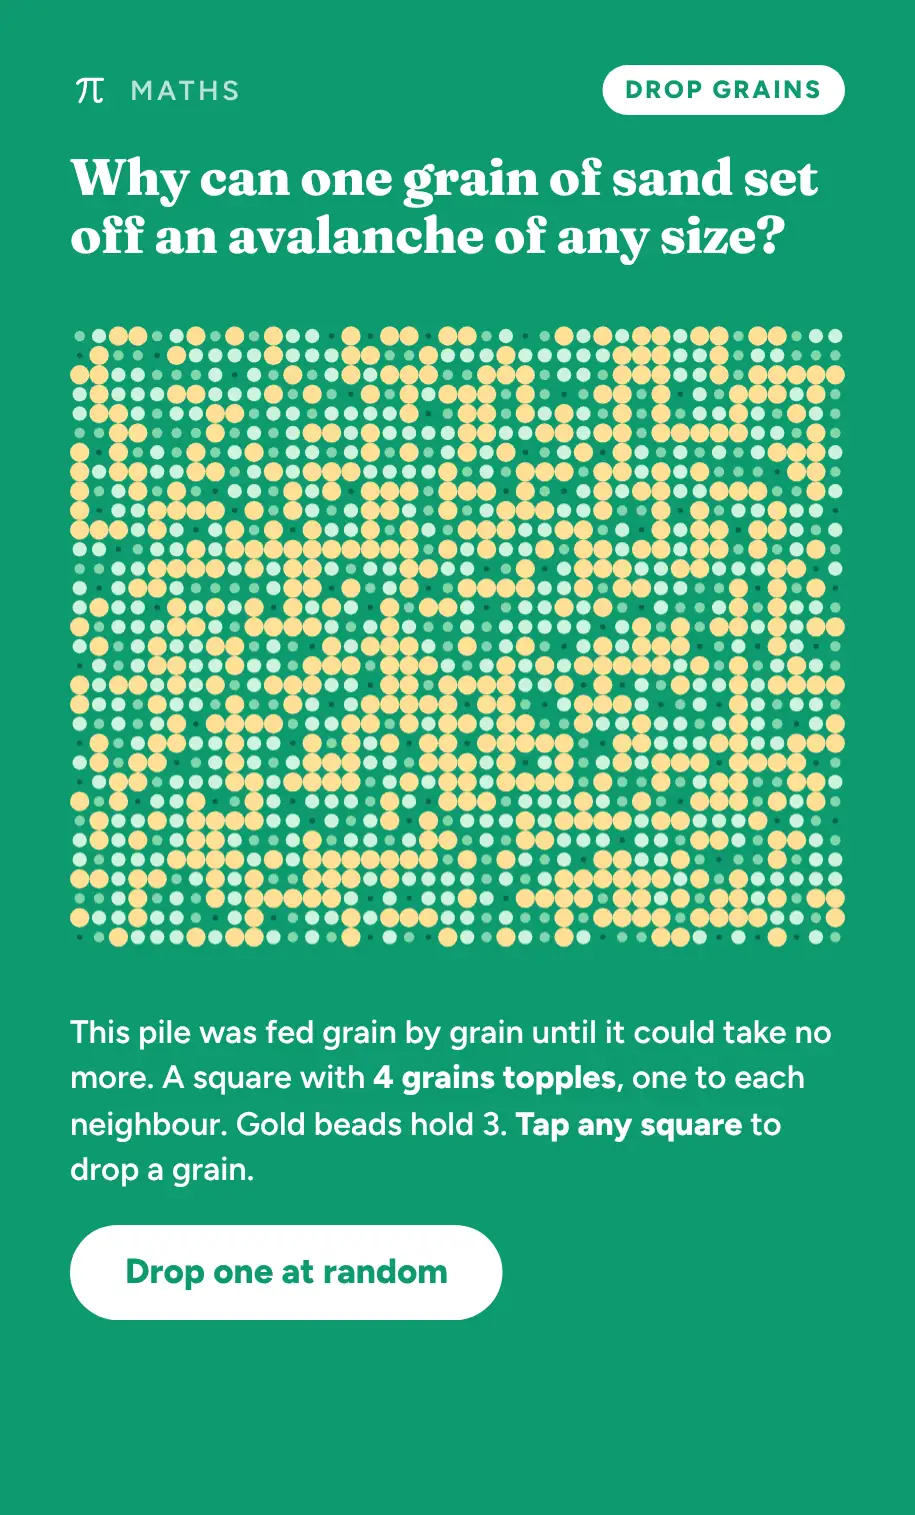 π MATHS
DROP GRAINS
Why can one grain of sand set
off an avalanche of any size?
This pile was fed grain by grain until it could take no
more. A square with 4 grains topples, one to each
neighbour. Gold beads hold 3. Tap any square to
drop a grain.
Drop one at random